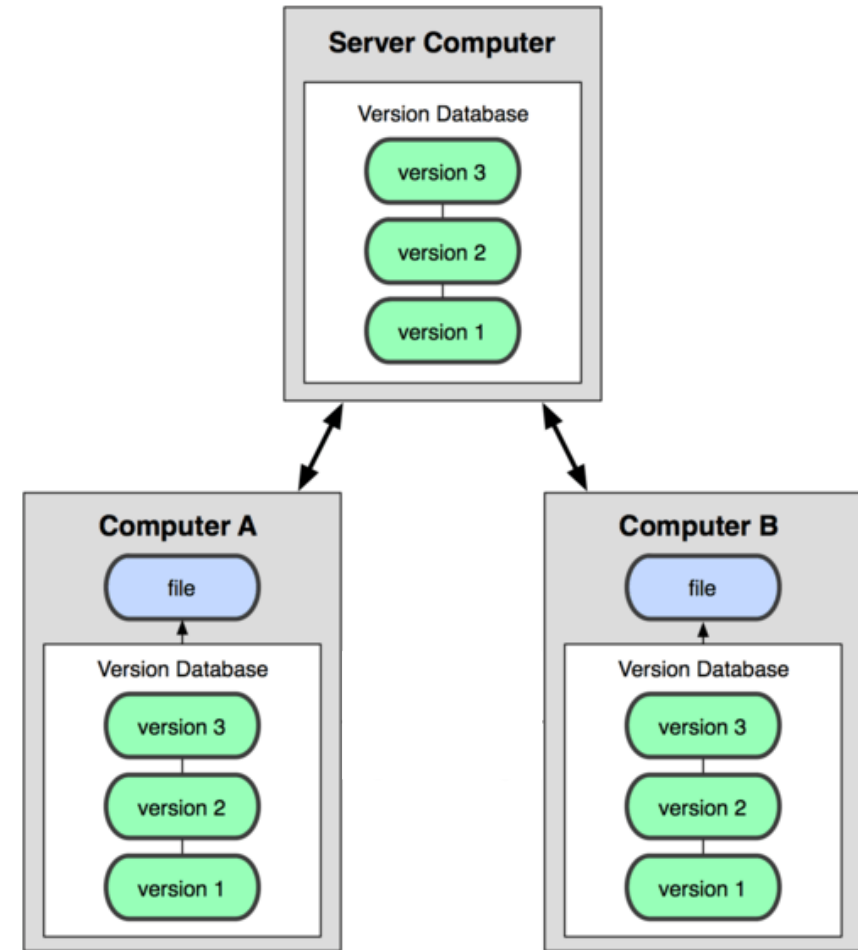 Server Computer
Version Database
version 3
version 2
version 1
Computer A
file
Version Database
version 3
version 2
version 1
Computer B
file
Version Database
version 3
version 2
version 1